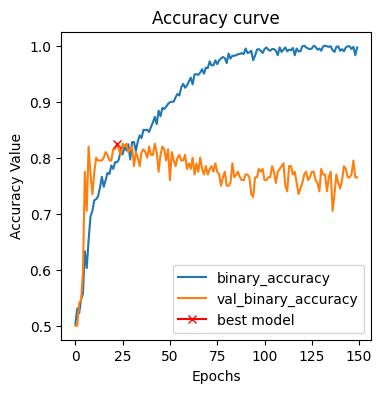 Accuracy curve
1.0
0.9
0.8
0.7
0.6
0.5
Accuracy Value
binary_accuracy
val_binary_accuracy
best model
0 25 50 75 100 125 150
Epochs